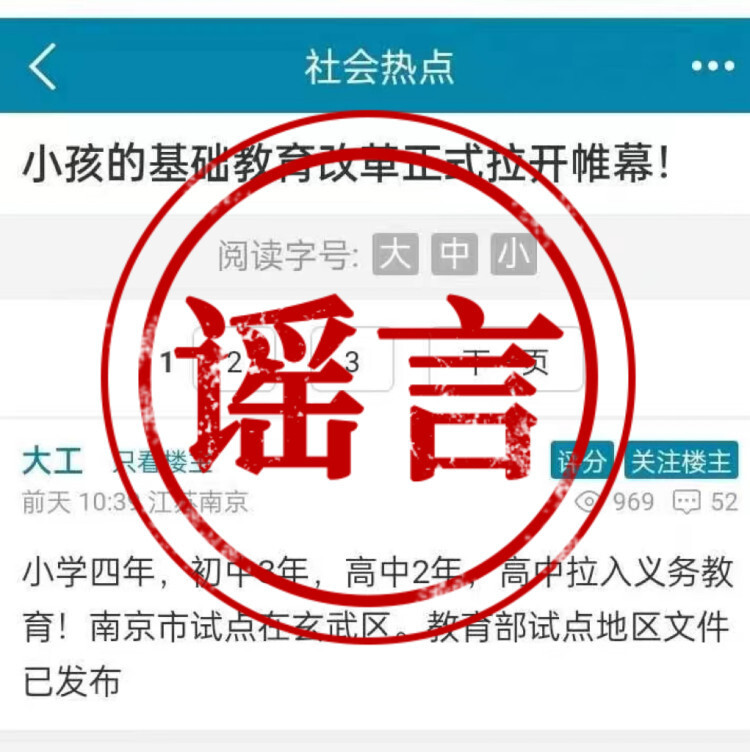 社会热点
小孩的基础教育改革正式拉开帷幕！
阅读字号: 大 中 小
1 2 3 下一页
谣言
大工 只看楼主 评分 关注楼主
前天 10:39 江苏南京 969 52
小学四年，初中3年，高中2年，高中拉入义务教
育！南京市试点在玄武区。教育部试点地区文件
已发布